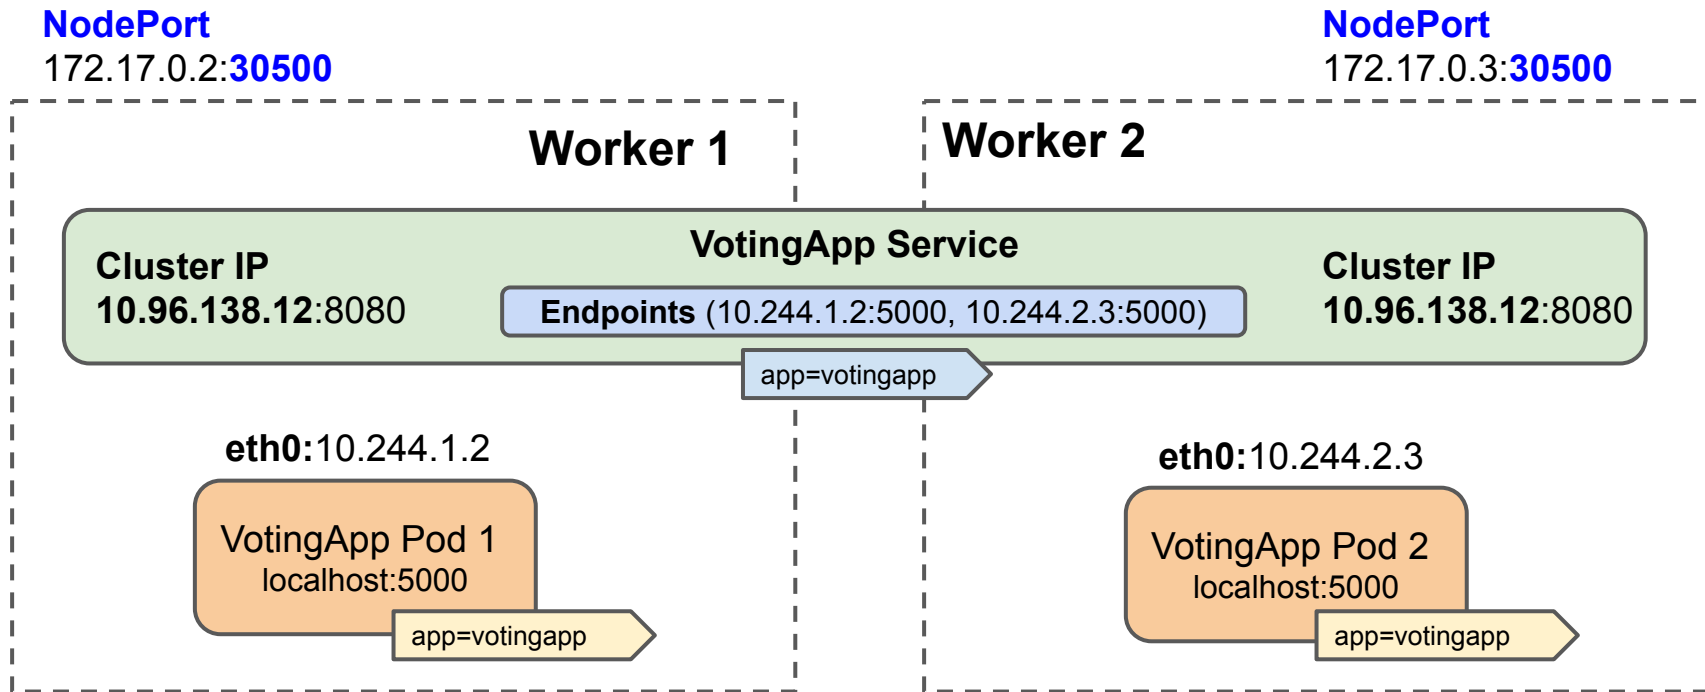 NodePort
172.17.0.2:30500
NodePort
172.17.0.3:30500
Worker 1
Worker 2
VotingApp Service
Cluster IP
10.96.138.12:8080
Endpoints (10.244.1.2:5000, 10.244.2.3:5000)
Cluster IP
10.96.138.12:8080
app=votingapp
eth0:10.244.1.2
VotingApp Pod 1
localhost:5000
app=votingapp
eth0:10.244.2.3
VotingApp Pod 2
localhost:5000
app=votingapp